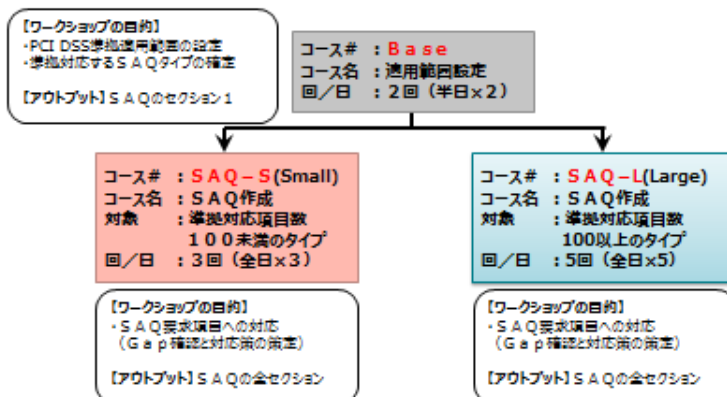 【ワークショップの目的】
・PCI DSS準拠適用範囲の設定
・準拠対応するSAQタイプの確定
【アウトプット】SAQのセクション1
コース# :Base
コース名 :適用範囲設定
回/日 :2回(半日×2)
コース# :SAQ-S(Small)
コース名 :SAQ作成
対象 :準拠対応項目数
100未満のタイプ
回/日 :3回(全日×3)
コース# :SAQ-L(Large)
コース名 :SAQ作成
対象 :準拠対応項目数
100以上のタイプ
回/日 :5回(全日×5)
【ワークショップの目的】
・SAQ要求項目への対応
(Gap確認と対応策の策定)
【アウトプット】SAQの全セクション
【ワークショップの目的】
・SAQ要求項目への対応
(Gap確認と対応策の策定)
【アウトプット】SAQの全セクション